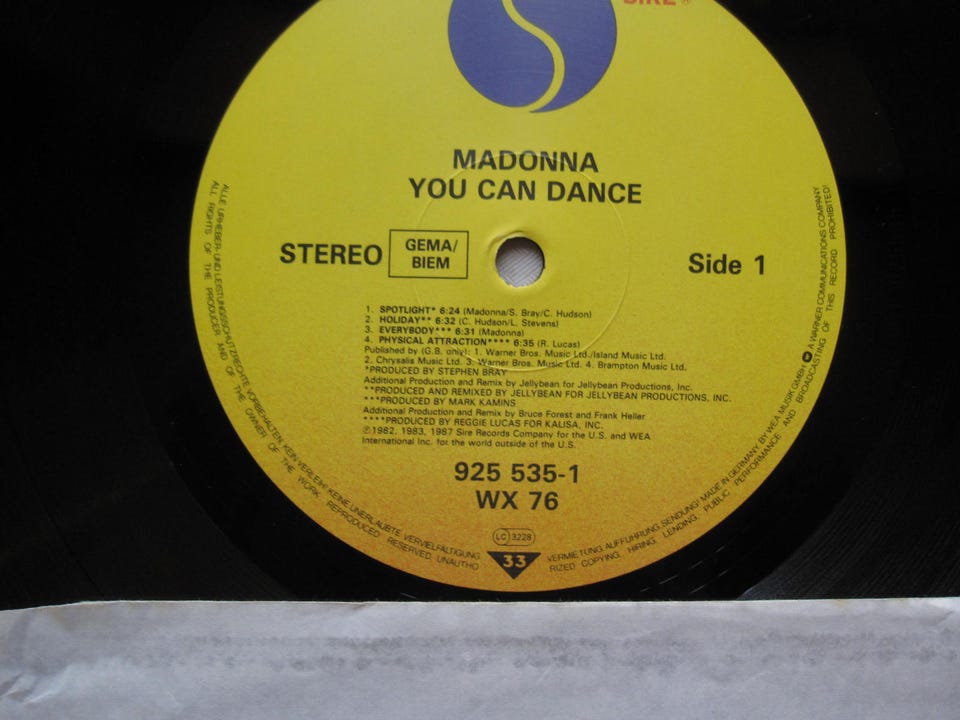 SIRE®
MADONNA
YOU CAN DANCE
STEREO GEMA/
BIEM
Side 1
1. SPOTLIGHT* 6:24 (Madonna/S. Bray/C. Hudson)
2. HOLIDAY** 6:32 (C. Hudson/L. Stevens)
3. EVERYBODY*** 6:31 (Madonna)
4. PHYSICAL ATTRACTION**** 6:35 (R. Lucas)
Published by (G.B. only): 1. Warner Bros. Music Ltd./Island Music Ltd.
2. Chrysalis Music Ltd. 3. Warner Bros. Music Ltd. 4. Brampton Music Ltd.
*PRODUCED BY STEPHEN BRAY
Additional Production and Remix by Jellybean for Jellybean Productions, Inc.
**PRODUCED AND REMIXED BY JELLYBEAN FOR JELLYBEAN PRODUCTIONS, INC.
***PRODUCED BY MARK KAMINS
Additional Production and Remix by Bruce Forest and Frank Heller
****PRODUCED BY REGGIE LUCAS FOR KALISA, INC.
℗1982, 1983, 1987 Sire Records Company for the U.S. and WEA
International Inc. for the world outside of the U.S.
925 535-1
WX 76
LC 3228
33
ALLE URHEBER- UND LEISTUNGSSCHUTZRECHTE VORBEHALTEN. KEIN VERLEIH! KEINE UNERLAUBTE VERVIELFÄLTIGUNG, VERMIETUNG, AUFFÜHRUNG, SENDUNG! MADE IN GERMANY BY WEA MUSIK GMBH A WARNER COMMUNICATIONS COMPANY
ALL RIGHTS OF THE PRODUCER AND OF THE OWNER OF THE WORK REPRODUCED RESERVED. UNAUTHORIZED COPYING, HIRING, LENDING, PUBLIC PERFORMANCE AND BROADCASTING OF THIS RECORD PROHIBITED!